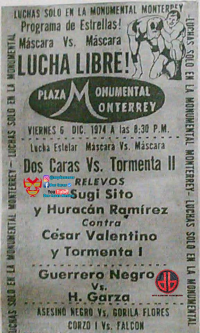 LUCHAS SOLO EN LA MONUMENTAL MONTERREY
Programa de Estrellas!
Máscara Vs. Máscara
LUCHA LIBRE!
PLAZA MONUMENTAL
MONTERREY
VIERNES 6 DIC. 1974 A las 8:30 P.M.
Lucha Estelar Máscara Vs. Máscara
Dos Caras Vs. Tormenta II
RELEVOS
Sugi Sito
y Huracán Ramírez
Contra
César Valentino
y Tormenta I
Guerrero Negro
Vs.
H. Garza
ASESINO NEGRO Vs. GORILA FLORES
CORZO I Vs. FALCON
LUCHAS SOLO EN LA MONUMENTAL MONTERREY
LUCHAS SOLO EN LA MONUMENTAL MONTERREY